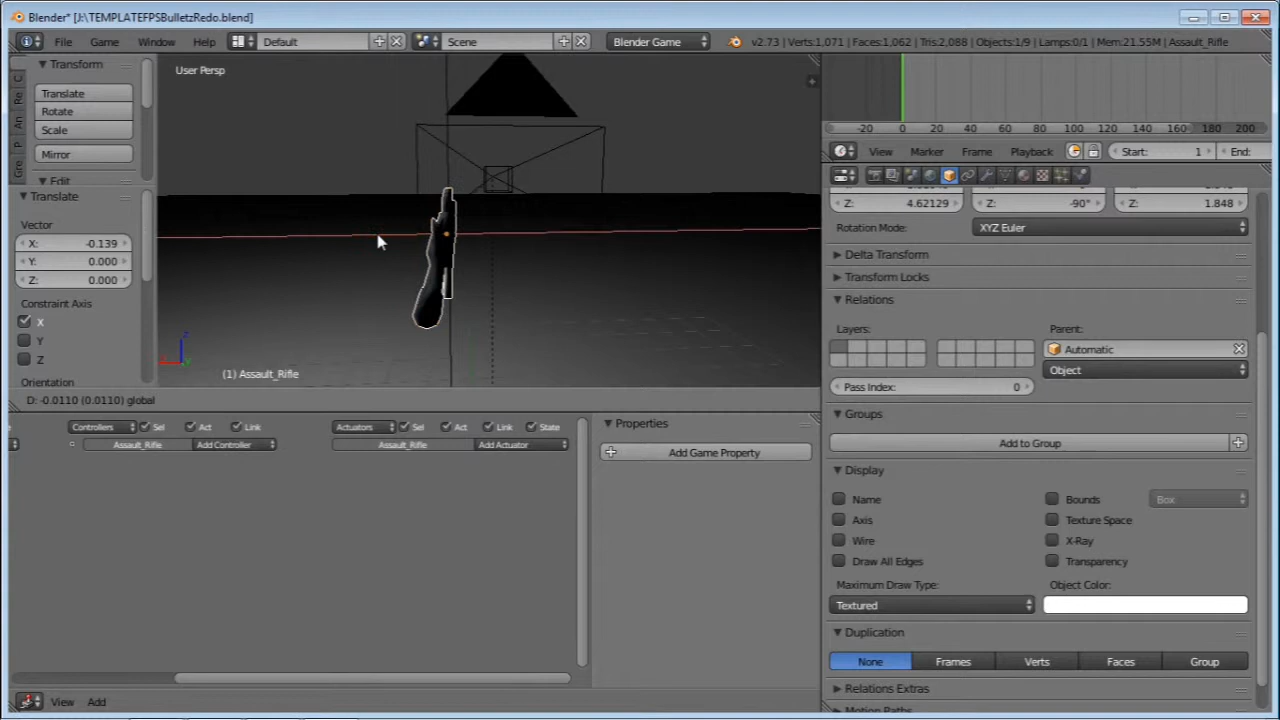 Blender* [J:\TEMPLATEFPSBulletzRedo.blend]
File Game Window Help Default Scene Blender Game v2.73 | Verts:1,071 | Faces:1,062 | Tris:2,088 | Objects:1/9 | Lamps:0/1 | Mem:21.55M | Assault_Rifle
Transform
Translate
Rotate
Scale
Mirror
Edit
Re
An
P
Gre
Translate
Vector
X: -0.139
Y: 0.000
Z: 0.000
Constraint Axis
X
Y
Z
Orientation
User Persp
(1) Assault_Rifle
D: -0.0110 (0.0110) global
-20 0 20 40 60 80 100 120 140 160 180 200
View Marker Frame Playback Start: 1 End:
Z: 4.62129 Z: -90° Z: 1.848
Rotation Mode: XYZ Euler
Delta Transform
Transform Locks
Relations
Layers: Parent:
Automatic
Object
Pass Index: 0
Groups
Add to Group
Display
Name Bounds Box
Axis Texture Space
Wire X-Ray
Draw All Edges Transparency
Maximum Draw Type: Object Color:
Textured
Duplication
None Frames Verts Faces Group
Relations Extras
Motion Paths
Controllers Sel Act Link Actuators Sel Act Link State
Assault_Rifle Add Controller Assault_Rifle Add Actuator
Properties
Add Game Property
View Add